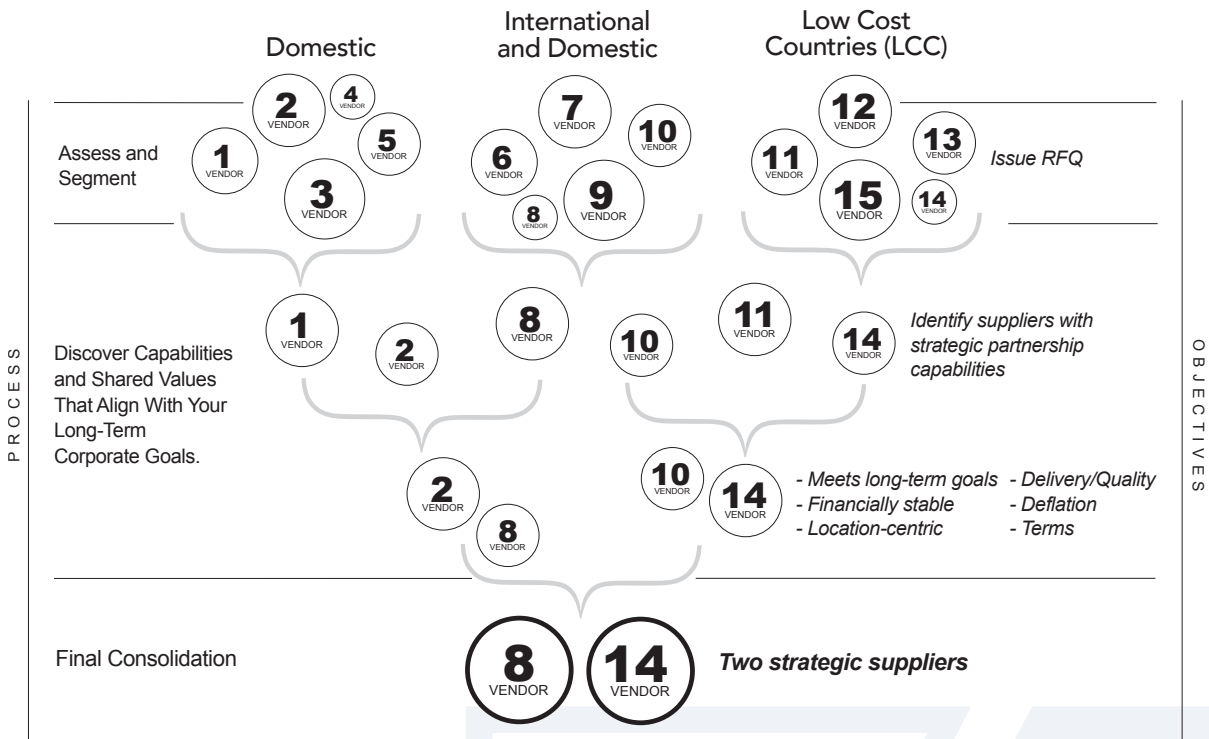 Domestic
International
and Domestic
Low Cost
Countries (LCC)
PROCESS
OBJECTIVES
Assess and
Segment
1
VENDOR
2
VENDOR
4
VENDOR
5
VENDOR
3
VENDOR
6
VENDOR
7
VENDOR
10
VENDOR
8
VENDOR
9
VENDOR
11
VENDOR
12
VENDOR
13
VENDOR
15
VENDOR
14
VENDOR
Issue RFQ
Discover Capabilities
and Shared Values
That Align With Your
Long-Term
Corporate Goals.
1
VENDOR
2
VENDOR
8
VENDOR
10
VENDOR
11
VENDOR
14
VENDOR
Identify suppliers with
strategic partnership
capabilities
2
VENDOR
8
VENDOR
10
VENDOR
14
VENDOR
- Meets long-term goals
- Financially stable
- Location-centric
- Delivery/Quality
- Deflation
- Terms
Final Consolidation
8
VENDOR
14
VENDOR
Two strategic suppliers